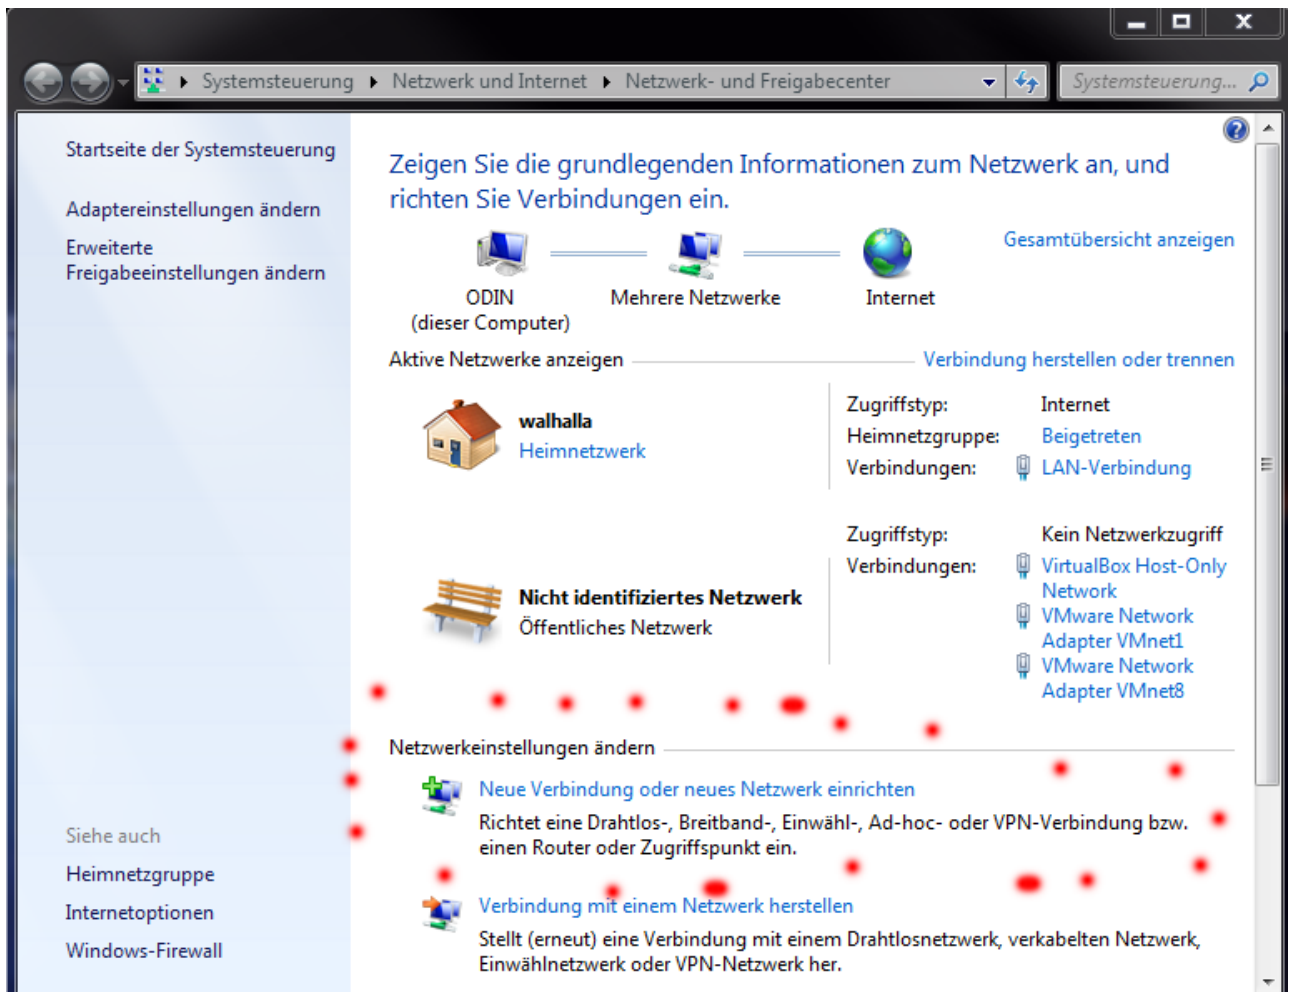 Systemsteuerung
Netzwerk und Internet
Netzwerk- und Freigabecenter
Systemsteuerung...
Startseite der Systemsteuerung
Adaptereinstellungen ändern
Erweiterte
Freigabeeinstellungen ändern
Siehe auch
Heimnetzgruppe
Internetoptionen
Windows-Firewall
Zeigen Sie die grundlegenden Informationen zum Netzwerk an, und
richten Sie Verbindungen ein.
Gesamtübersicht anzeigen
ODIN
(dieser Computer)
Mehrere Netzwerke
Internet
Aktive Netzwerke anzeigen
Verbindung herstellen oder trennen
walhalla
Heimnetzwerk
Zugriffstyp: Internet
Heimnetzgruppe: Beigetreten
Verbindungen: LAN-Verbindung
Nicht identifiziertes Netzwerk
Öffentliches Netzwerk
Zugriffstyp: Kein Netzwerkzugriff
Verbindungen: VirtualBox Host-Only
Network
VMware Network
Adapter VMnet1
VMware Network
Adapter VMnet8
Netzwerkeinstellungen ändern
Neue Verbindung oder neues Netzwerk einrichten
Richtet eine Drahtlos-, Breitband-, Einwähl-, Ad-hoc- oder VPN-Verbindung bzw.
einen Router oder Zugriffspunkt ein.
Verbindung mit einem Netzwerk herstellen
Stellt (erneut) eine Verbindung mit einem Drahtlosnetzwerk, verkabelten Netzwerk,
Einwählnetzwerk oder VPN-Netzwerk her.